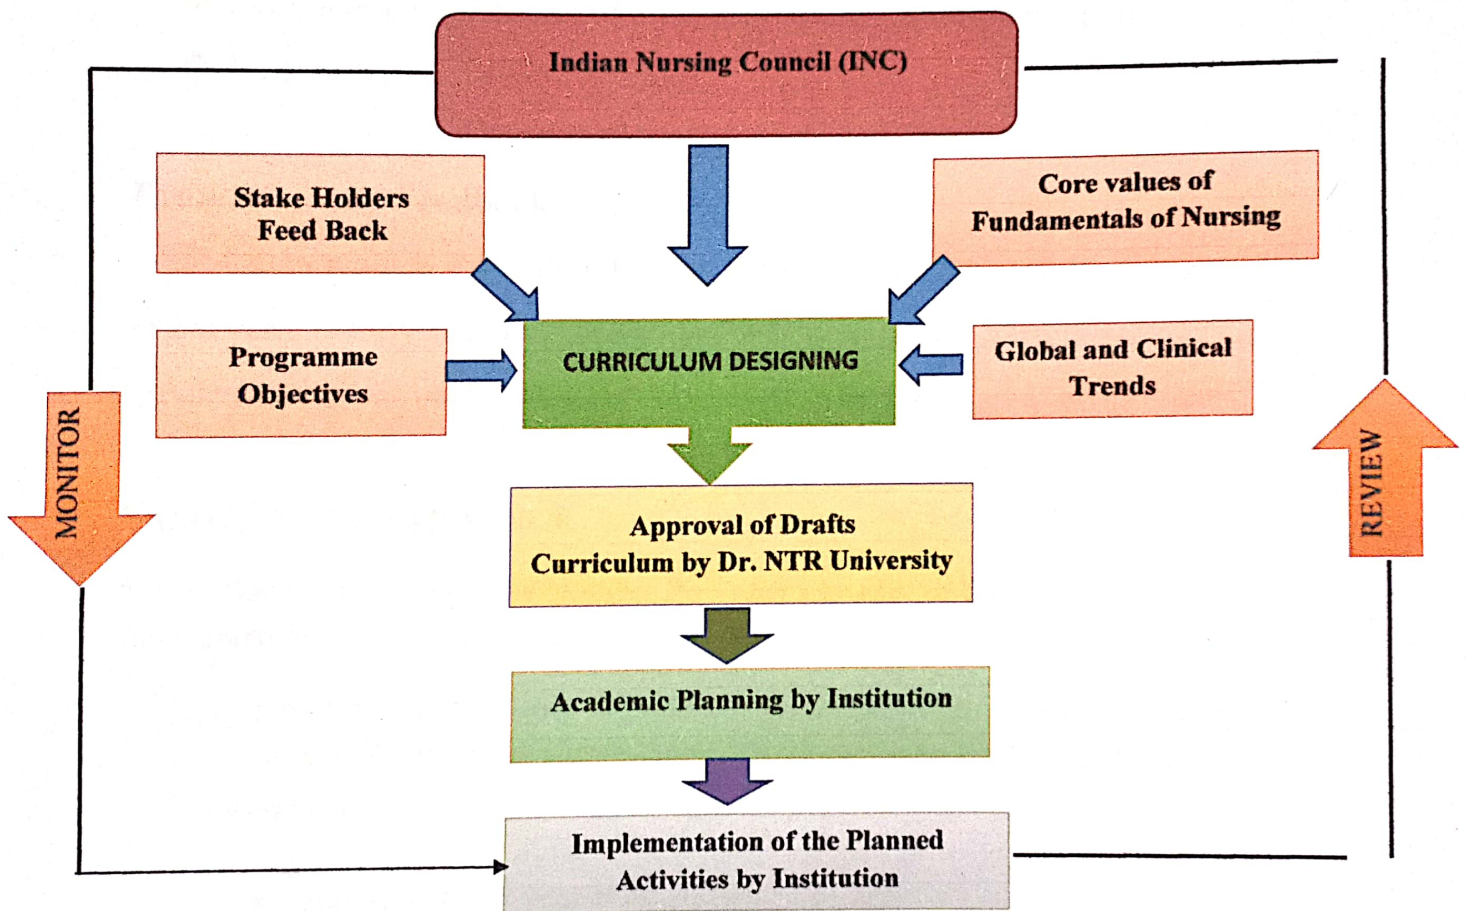 Indian Nursing Council (INC)
Stake Holders
Feed Back
Core values of
Fundamentals of Nursing
Programme
Objectives
CURRICULUM DESIGNING
Global and Clinical
Trends
MONITOR
REVIEW
Approval of Drafts
Curriculum by Dr. NTR University
Academic Planning by Institution
Implementation of the Planned
Activities by Institution